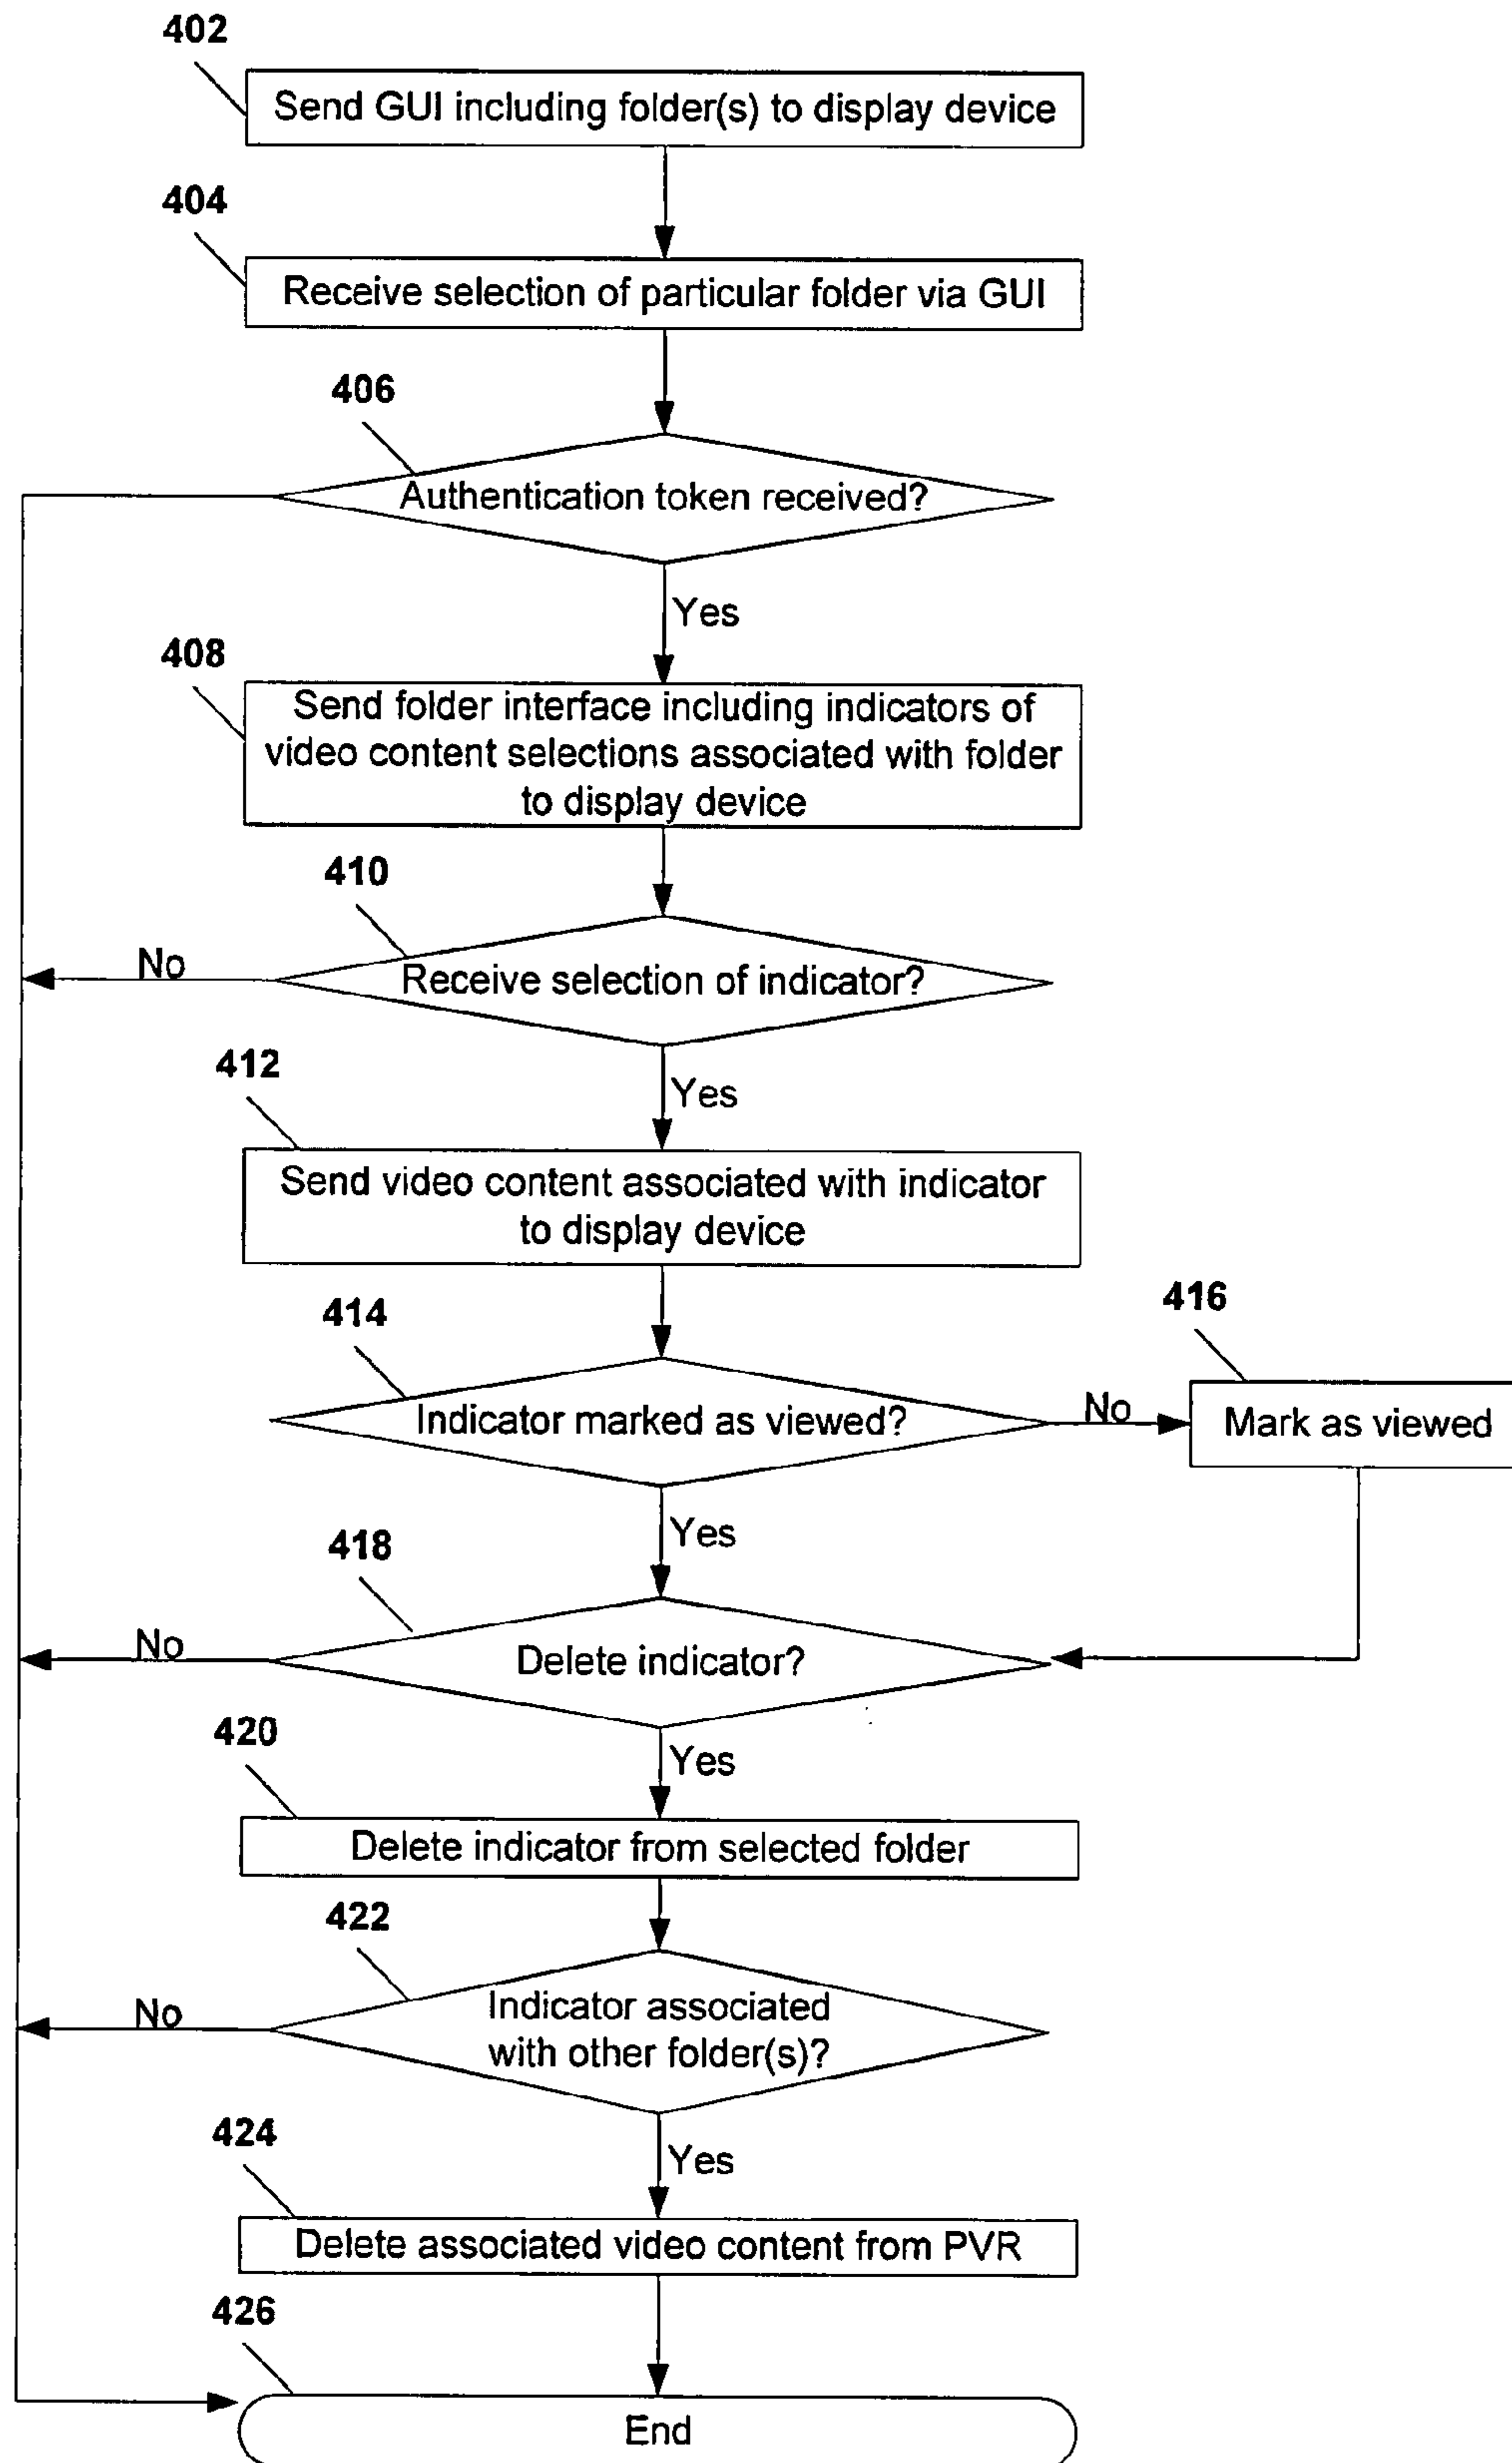 402
Send GUI including folder(s) to display device
404
Receive selection of particular folder via GUI
406
Authentication token received?
Yes
408
Send folder interface including indicators of
video content selections associated with folder
to display device
410
No
Receive selection of indicator?
Yes
412
Send video content associated with indicator
to display device
414
Indicator marked as viewed?
No
416
Mark as viewed
Yes
418
No
Delete indicator?
Yes
420
Delete indicator from selected folder
422
No
Indicator associated
with other folder(s)?
Yes
424
Delete associated video content from PVR
426
End